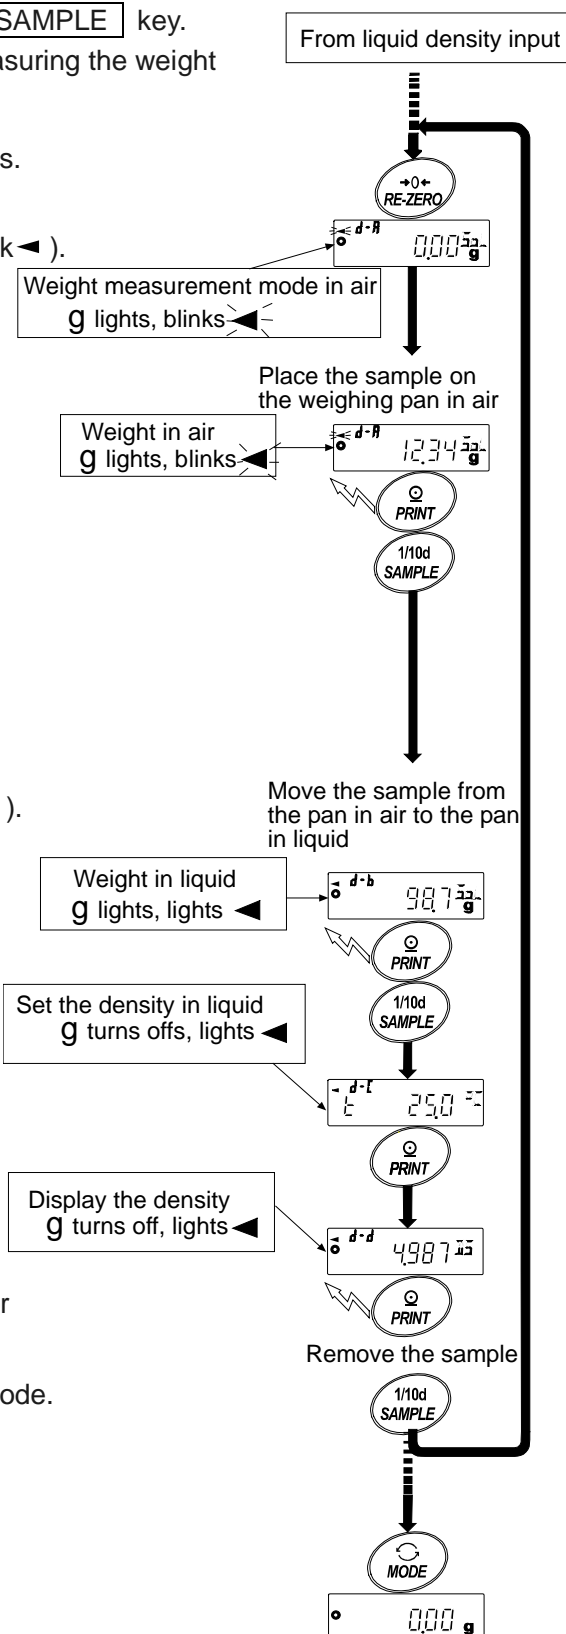 SAMPLE key.
From liquid density input
asuring the weight
s.
→0←
RE-ZERO
d-A
0.00 g
k◄ ).
Weight measurement mode in air
g lights, blinks ◄
Place the sample on
the weighing pan in air
Weight in air
g lights, blinks ◄
d-A
12.34 g
PRINT
1/10d
SAMPLE
Move the sample from
the pan in air to the pan
in liquid
).
Weight in liquid
g lights, lights ◄
d-b
9.87 g
PRINT
1/10d
SAMPLE
Set the density in liquid
g turns offs, lights ◄
d-C
t 25.0
PRINT
Display the density
g turns off, lights ◄
d-d
4.987
PRINT
r
Remove the sample
1/10d
SAMPLE
ode.
MODE
0.00 g